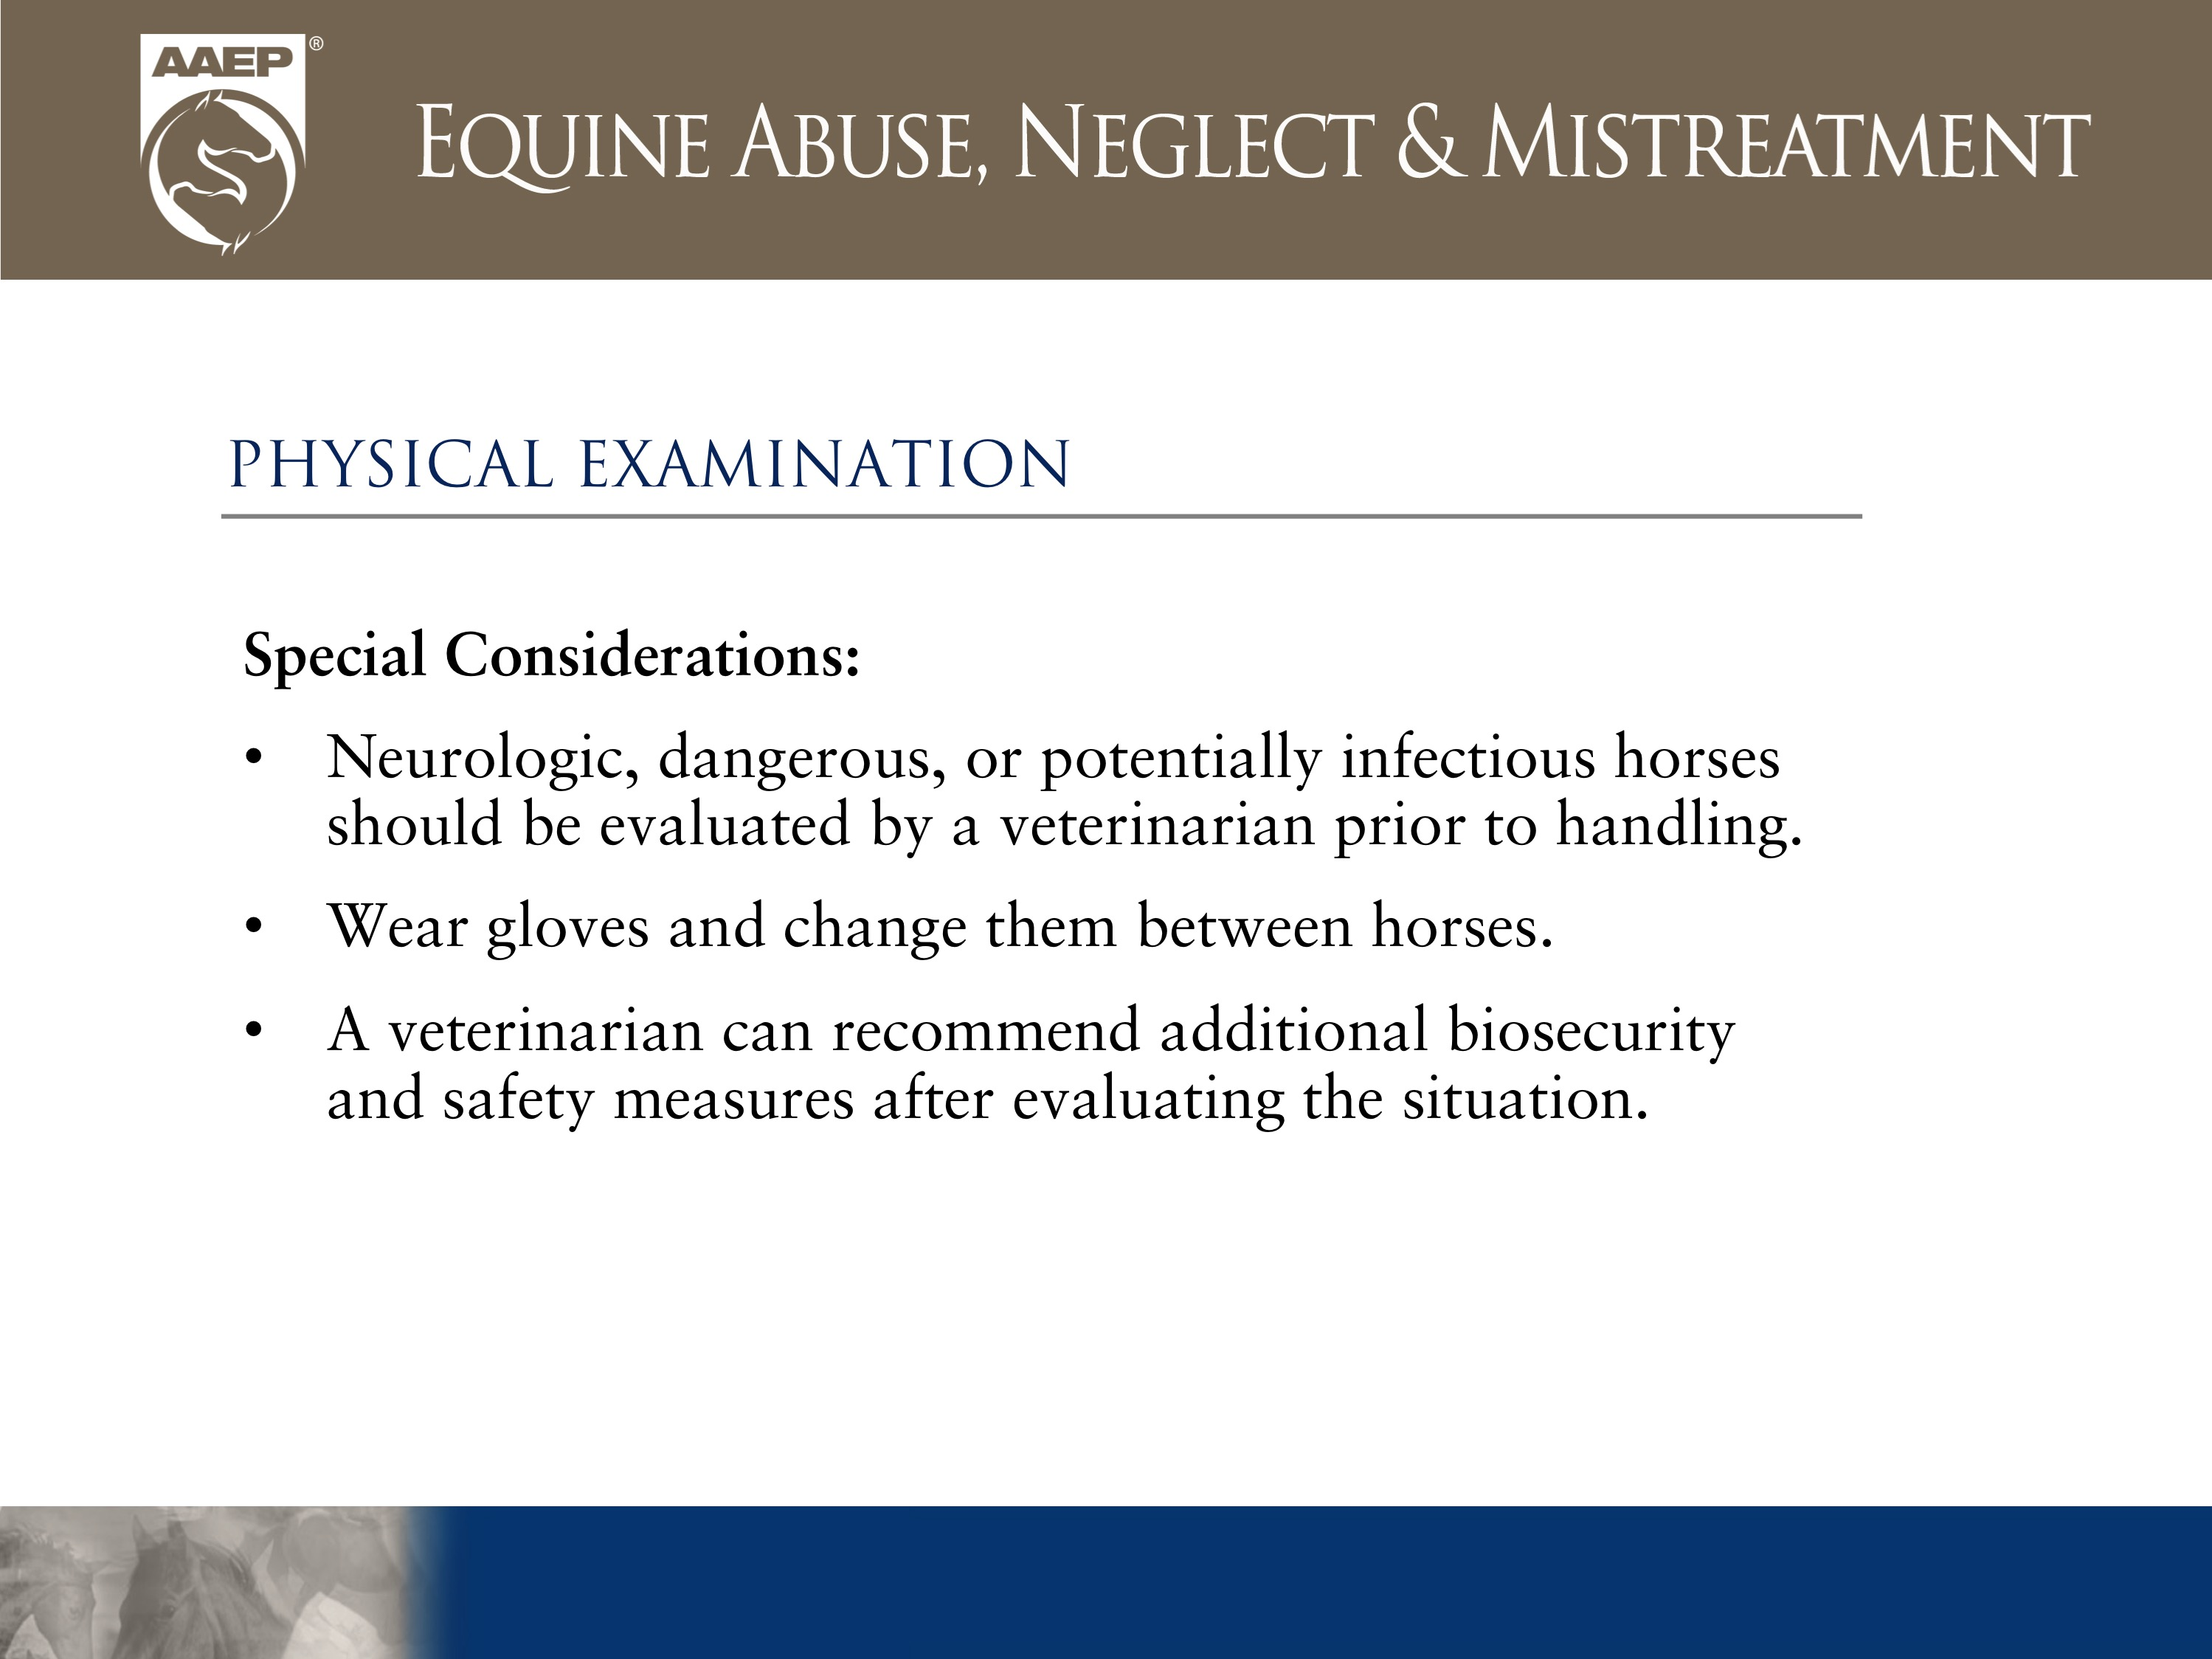 AAEP ®
EQUINE ABUSE, NEGLECT & MISTREATMENT
PHYSICAL EXAMINATION
Special Considerations:
• Neurologic, dangerous, or potentially infectious horses
should be evaluated by a veterinarian prior to handling.
• Wear gloves and change them between horses.
• A veterinarian can recommend additional biosecurity
and safety measures after evaluating the situation.